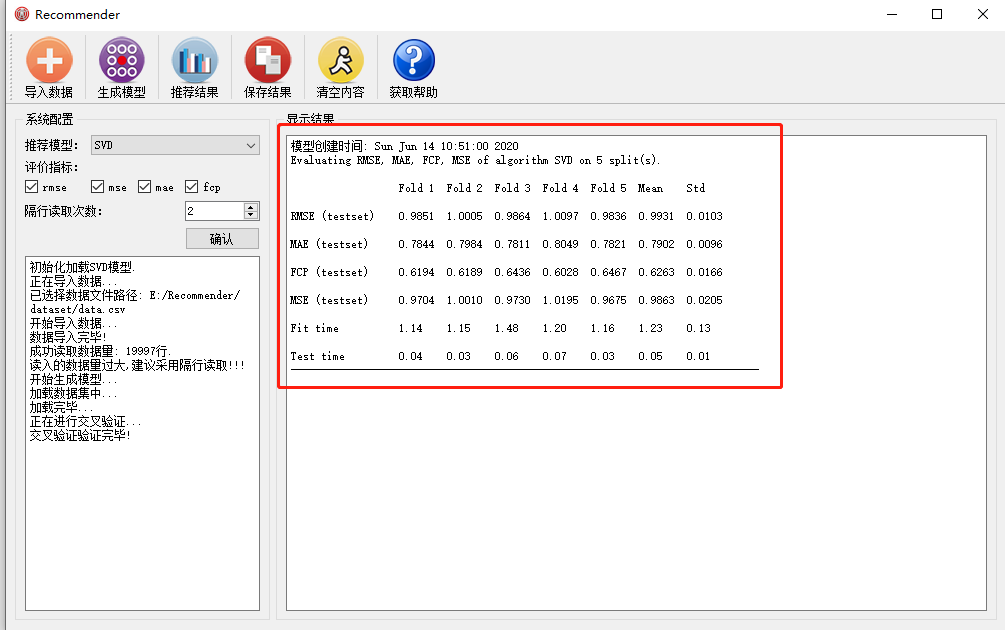 Recommender
导入数据 生成模型 推荐结果 保存结果 清空内容 获取帮助
系统配置
推荐模型： SVD
评价指标：
rmse mse mae fcp
隔行读取次数： 2
确认
初始化加载SVD模型.
正在导入数据...
已选择数据文件路径: E:/Recommender/
dataset/data.csv
开始导入数据...
数据导入完毕!
成功读取数据量: 19997行.
读入的数据量过大,建议采用隔行读取!!!
开始生成模型...
加载数据集中...
加载完毕...
正在进行交叉验证...
交叉验证验证完毕!
显示结果
模型创建时间: Sun Jun 14 10:51:00 2020
Evaluating RMSE, MAE, FCP, MSE of algorithm SVD on 5 split(s).
Fold 1 Fold 2 Fold 3 Fold 4 Fold 5 Mean Std
RMSE (testset) 0.9851 1.0005 0.9864 1.0097 0.9836 0.9931 0.0103
MAE (testset) 0.7844 0.7984 0.7811 0.8049 0.7821 0.7902 0.0096
FCP (testset) 0.6194 0.6189 0.6436 0.6028 0.6467 0.6263 0.0166
MSE (testset) 0.9704 1.0010 0.9730 1.0195 0.9675 0.9863 0.0205
Fit time 1.14 1.15 1.48 1.20 1.16 1.23 0.13
Test time 0.04 0.03 0.06 0.07 0.03 0.05 0.01